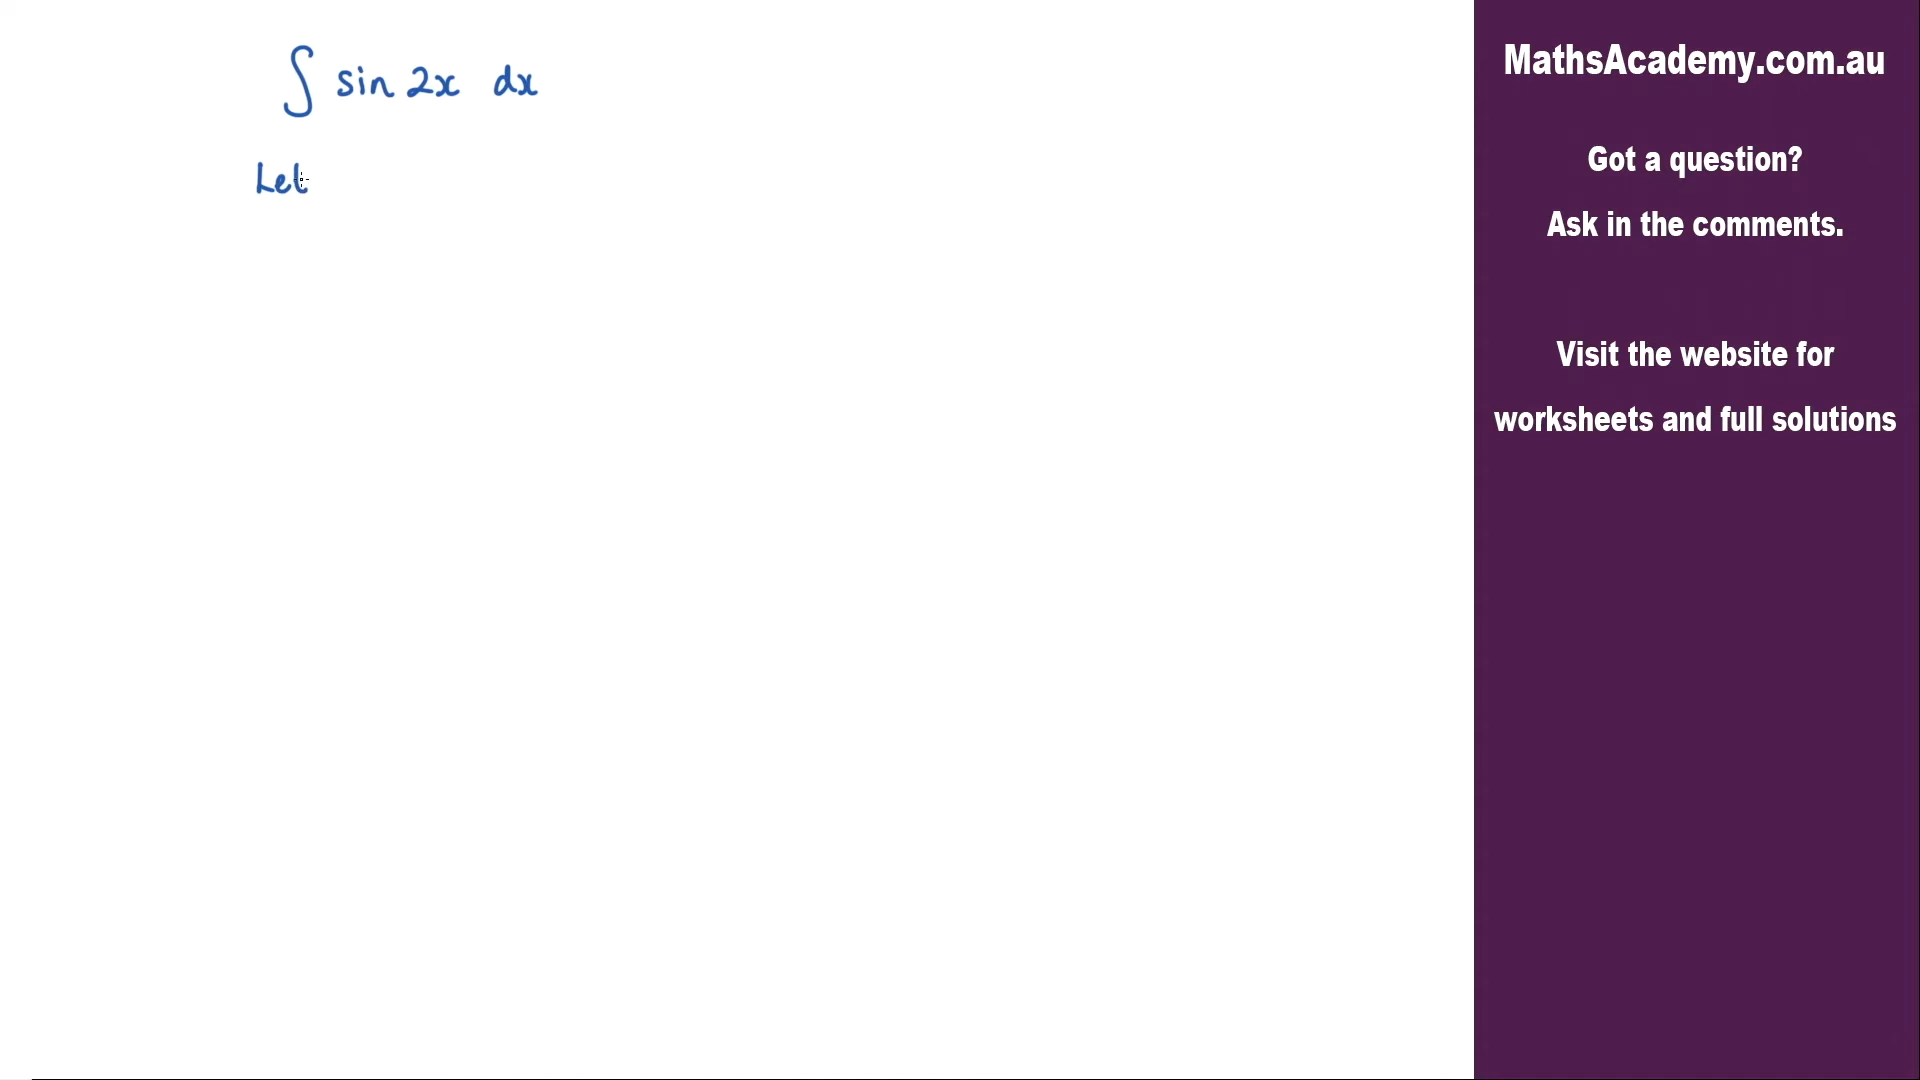 ∫ sin 2x dx
Let
MathsAcademy.com.au
Got a question?
Ask in the comments.
Visit the website for
worksheets and full solutions